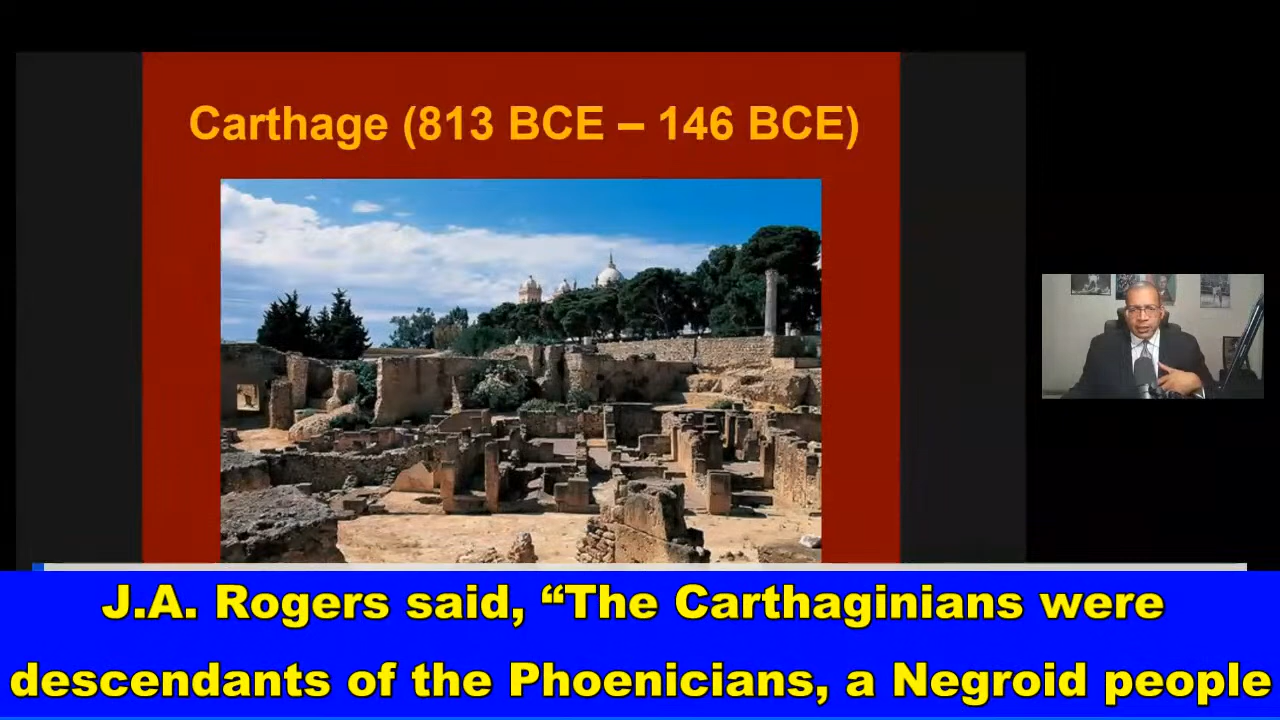 Carthage (813 BCE – 146 BCE)
J.A. Rogers said, “The Carthaginians were
descendants of the Phoenicians, a Negroid people